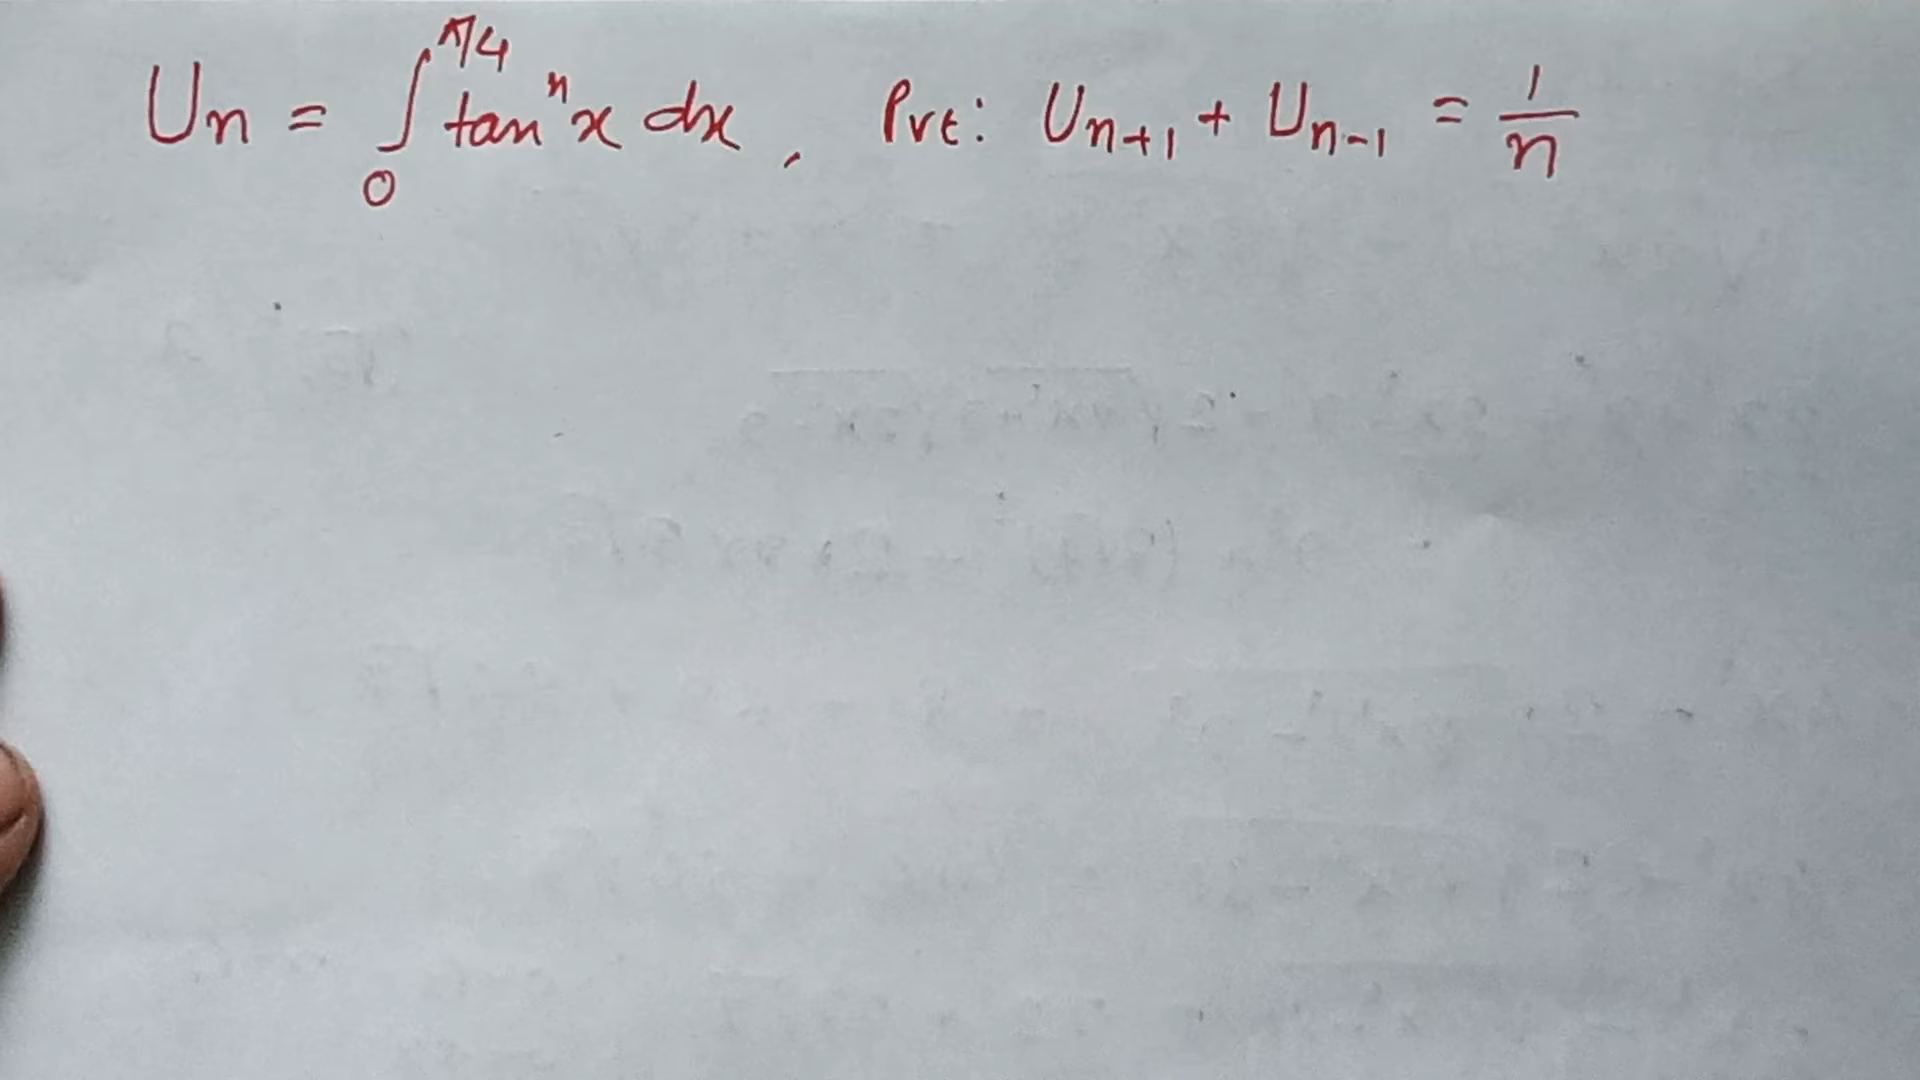 Un = ∫₀^π/4 tanⁿx dx, Prt: Un+1 + Un-1 = 1/n